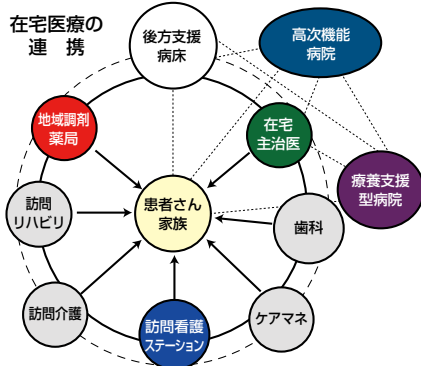 在宅医療の
連 携
後方支援
病床
高次機能
病院
地域調剤
薬局
在宅
主治医
療養支援
型病院
訪問
リハビリ
患者さん
家族
歯科
訪問介護
訪問看護
ステーション
ケアマネ